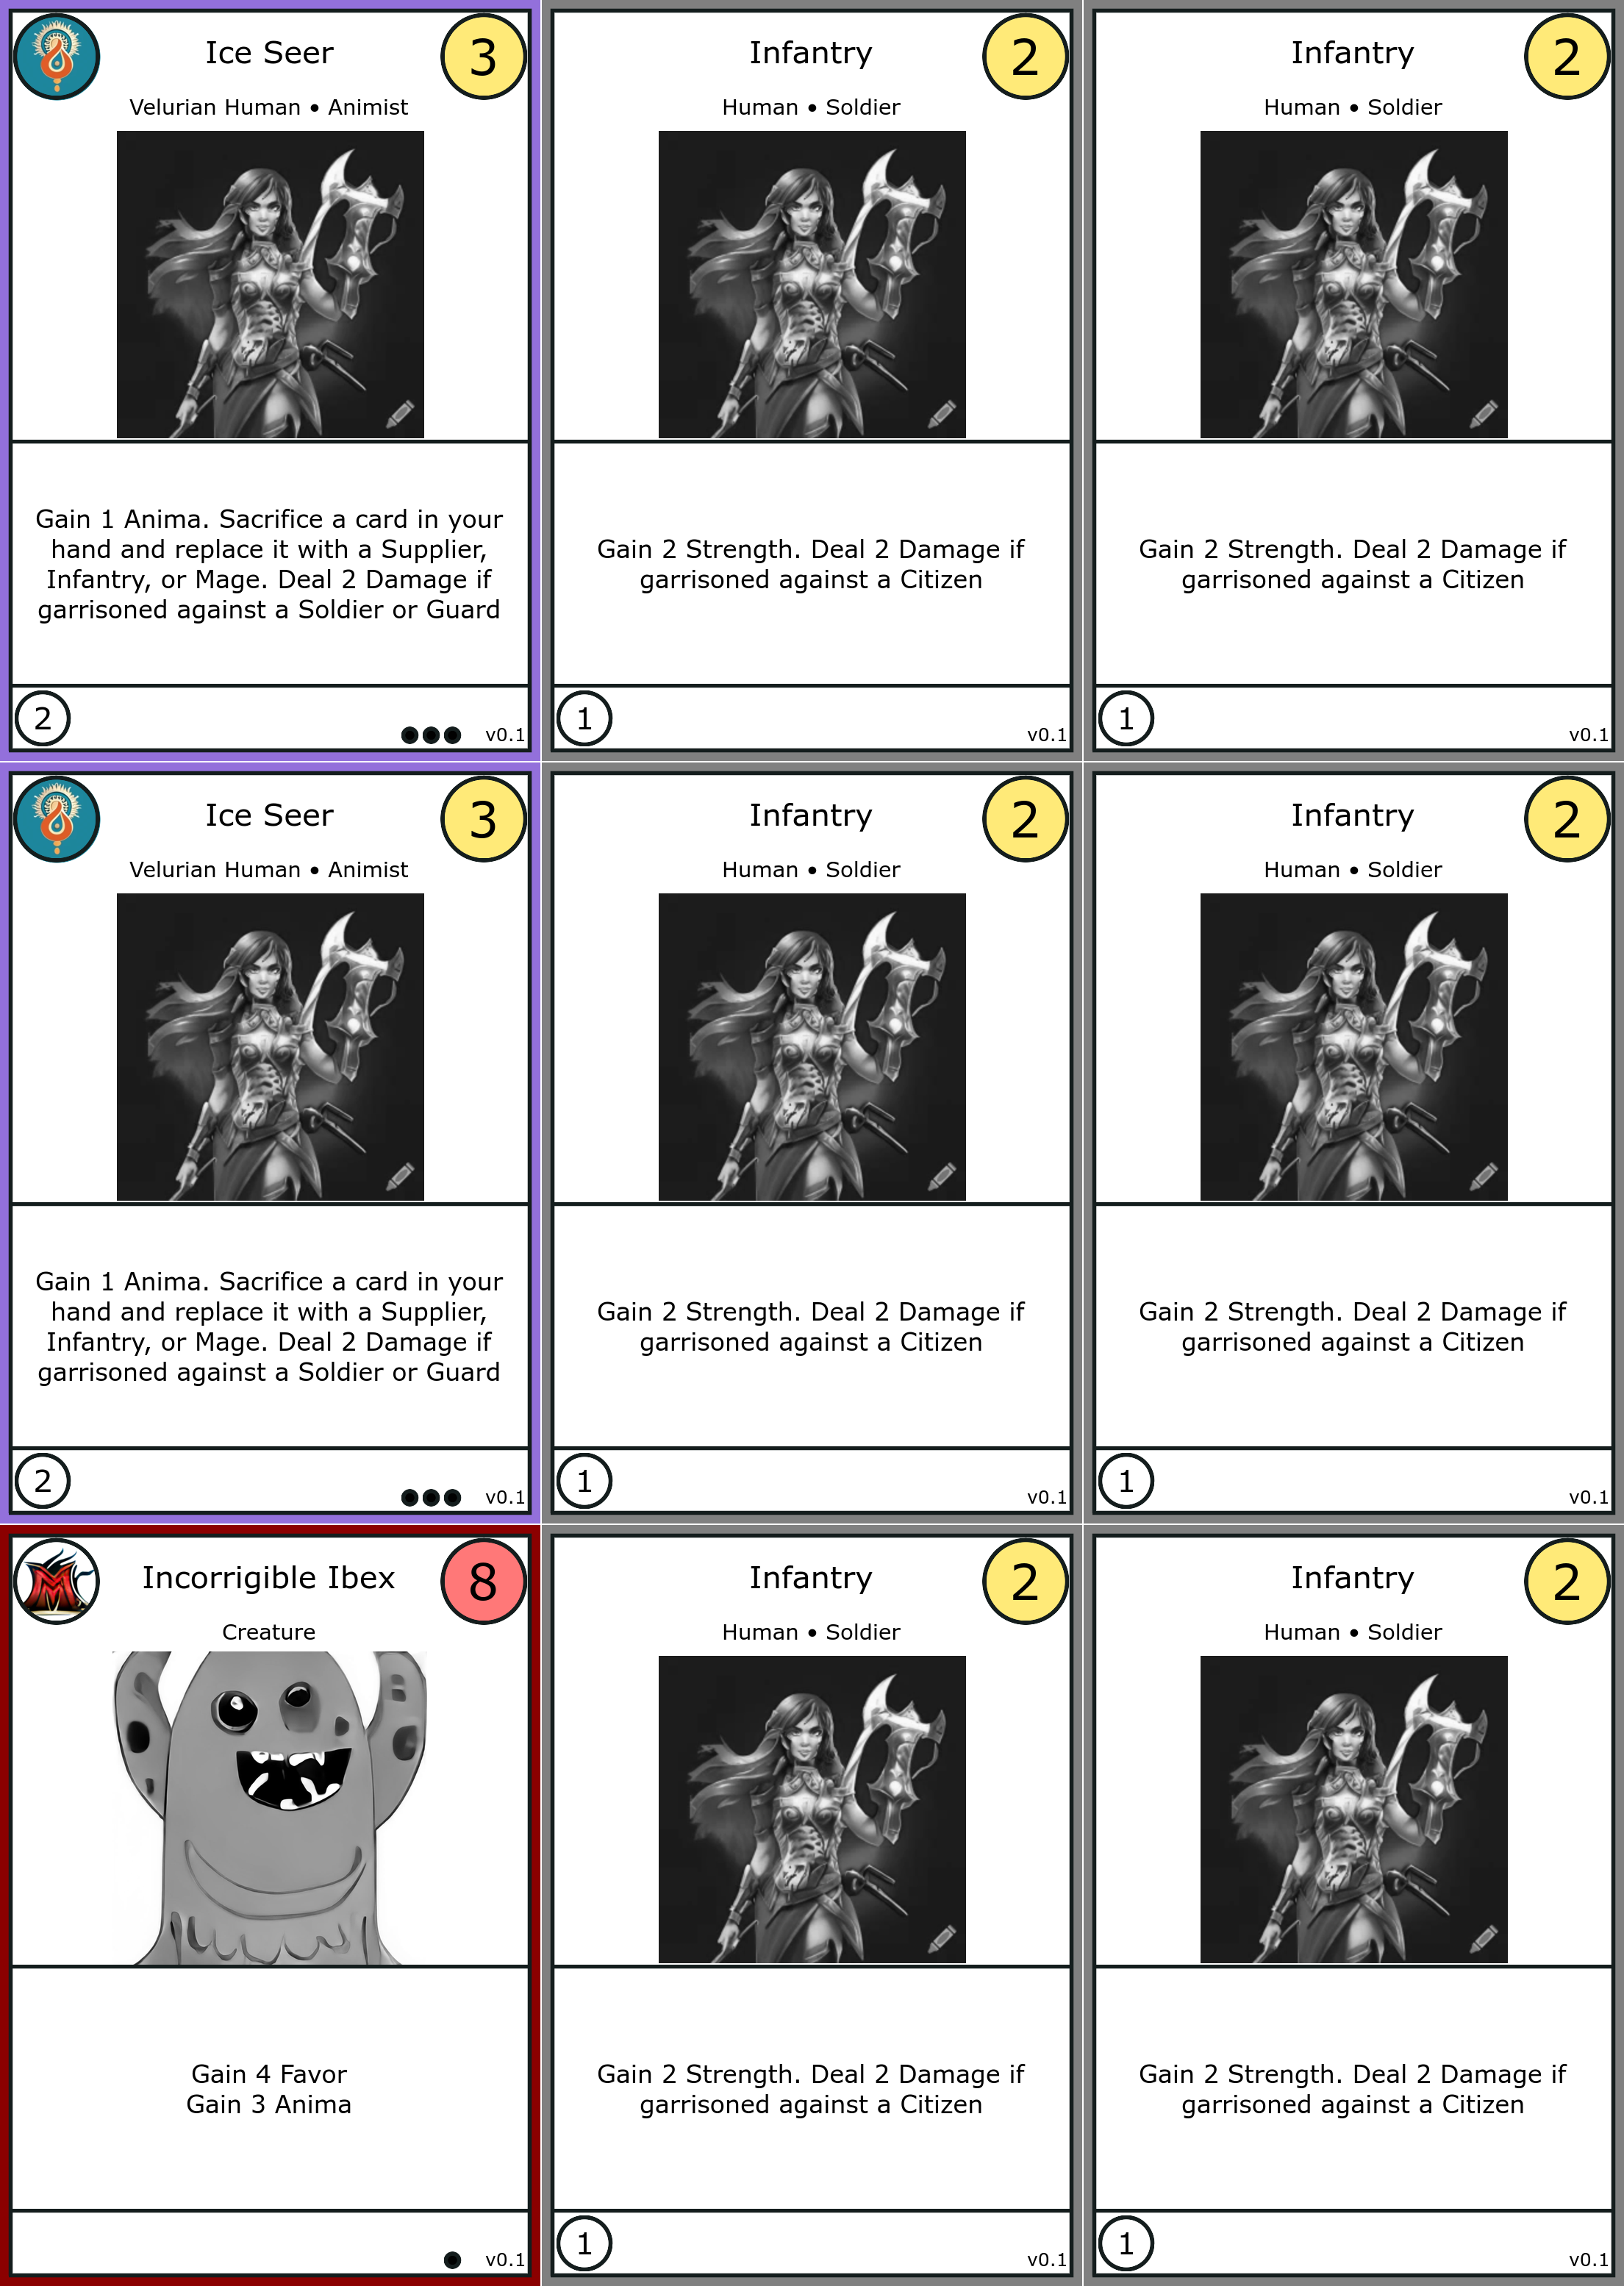 Ice Seer
3
Velurian Human • Animist
Gain 1 Anima. Sacrifice a card in your
hand and replace it with a Supplier,
Infantry, or Mage. Deal 2 Damage if
garrisoned against a Soldier or Guard
2
v0.1
Infantry
2
Human • Soldier
Gain 2 Strength. Deal 2 Damage if
garrisoned against a Citizen
1
v0.1
Infantry
2
Human • Soldier
Gain 2 Strength. Deal 2 Damage if
garrisoned against a Citizen
1
v0.1
Ice Seer
3
Velurian Human • Animist
Gain 1 Anima. Sacrifice a card in your
hand and replace it with a Supplier,
Infantry, or Mage. Deal 2 Damage if
garrisoned against a Soldier or Guard
2
v0.1
Infantry
2
Human • Soldier
Gain 2 Strength. Deal 2 Damage if
garrisoned against a Citizen
1
v0.1
Infantry
2
Human • Soldier
Gain 2 Strength. Deal 2 Damage if
garrisoned against a Citizen
1
v0.1
M
Incorrigible Ibex
8
Creature
Gain 4 Favor
Gain 3 Anima
v0.1
Infantry
2
Human • Soldier
Gain 2 Strength. Deal 2 Damage if
garrisoned against a Citizen
1
v0.1
Infantry
2
Human • Soldier
Gain 2 Strength. Deal 2 Damage if
garrisoned against a Citizen
1
v0.1